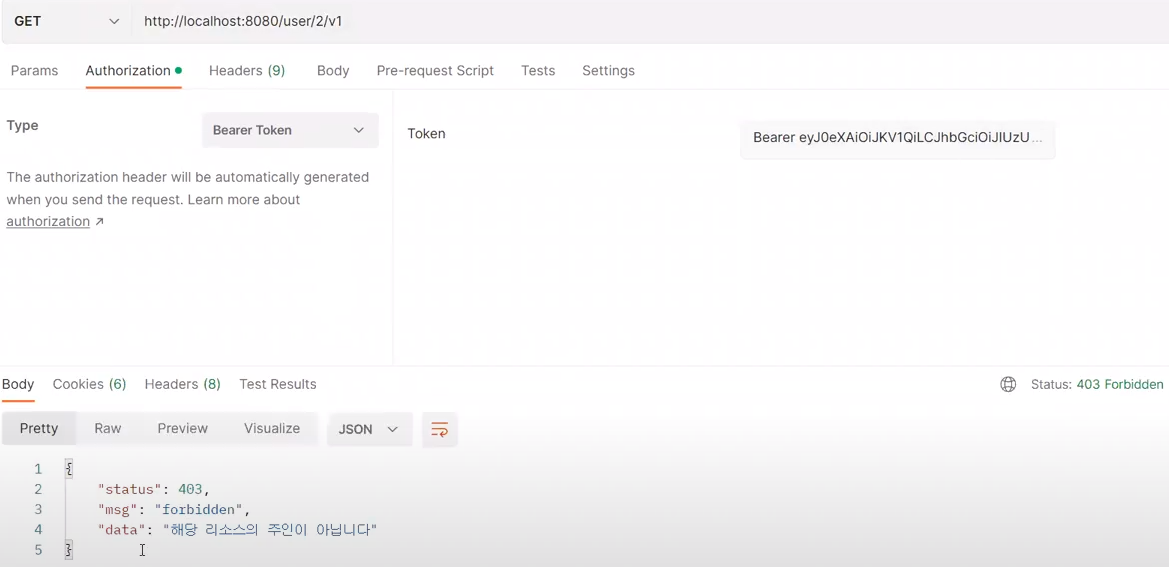 GET http://localhost:8080/user/2/v1
Params Authorization Headers (9) Body Pre-request Script Tests Settings
Type Bearer Token
The authorization header will be automatically generated
when you send the request. Learn more about
authorization ↗
Token Bearer eyJ0eXAiOiJKV1QiLCJhbGciOiJIUzU...
Body Cookies (6) Headers (8) Test Results Status: 403 Forbidden
Pretty Raw Preview Visualize JSON
1 {
2 "status": 403,
3 "msg": "forbidden",
4 "data": "해당 리소스의 주인이 아닙니다"
5 }